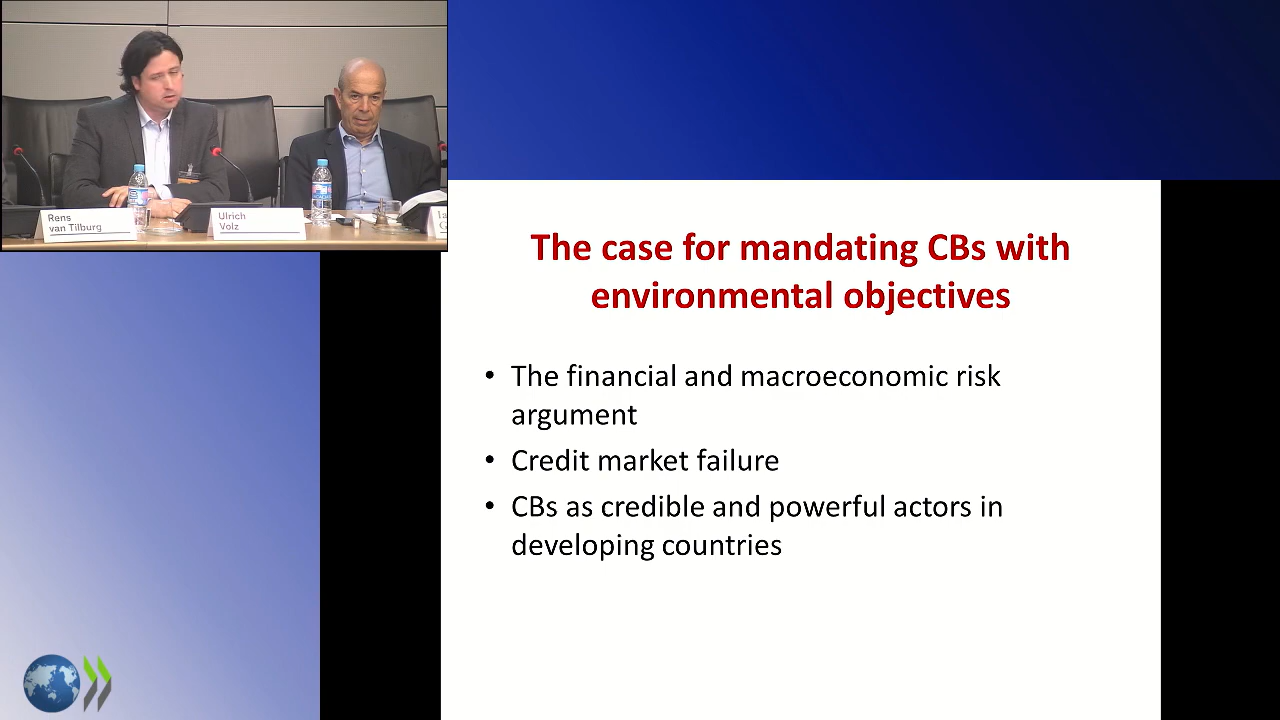 Rens
van Tilburg
Ulrich
Volz
The case for mandating CBs with
environmental objectives
• The financial and macroeconomic risk
argument
• Credit market failure
• CBs as credible and powerful actors in
developing countries